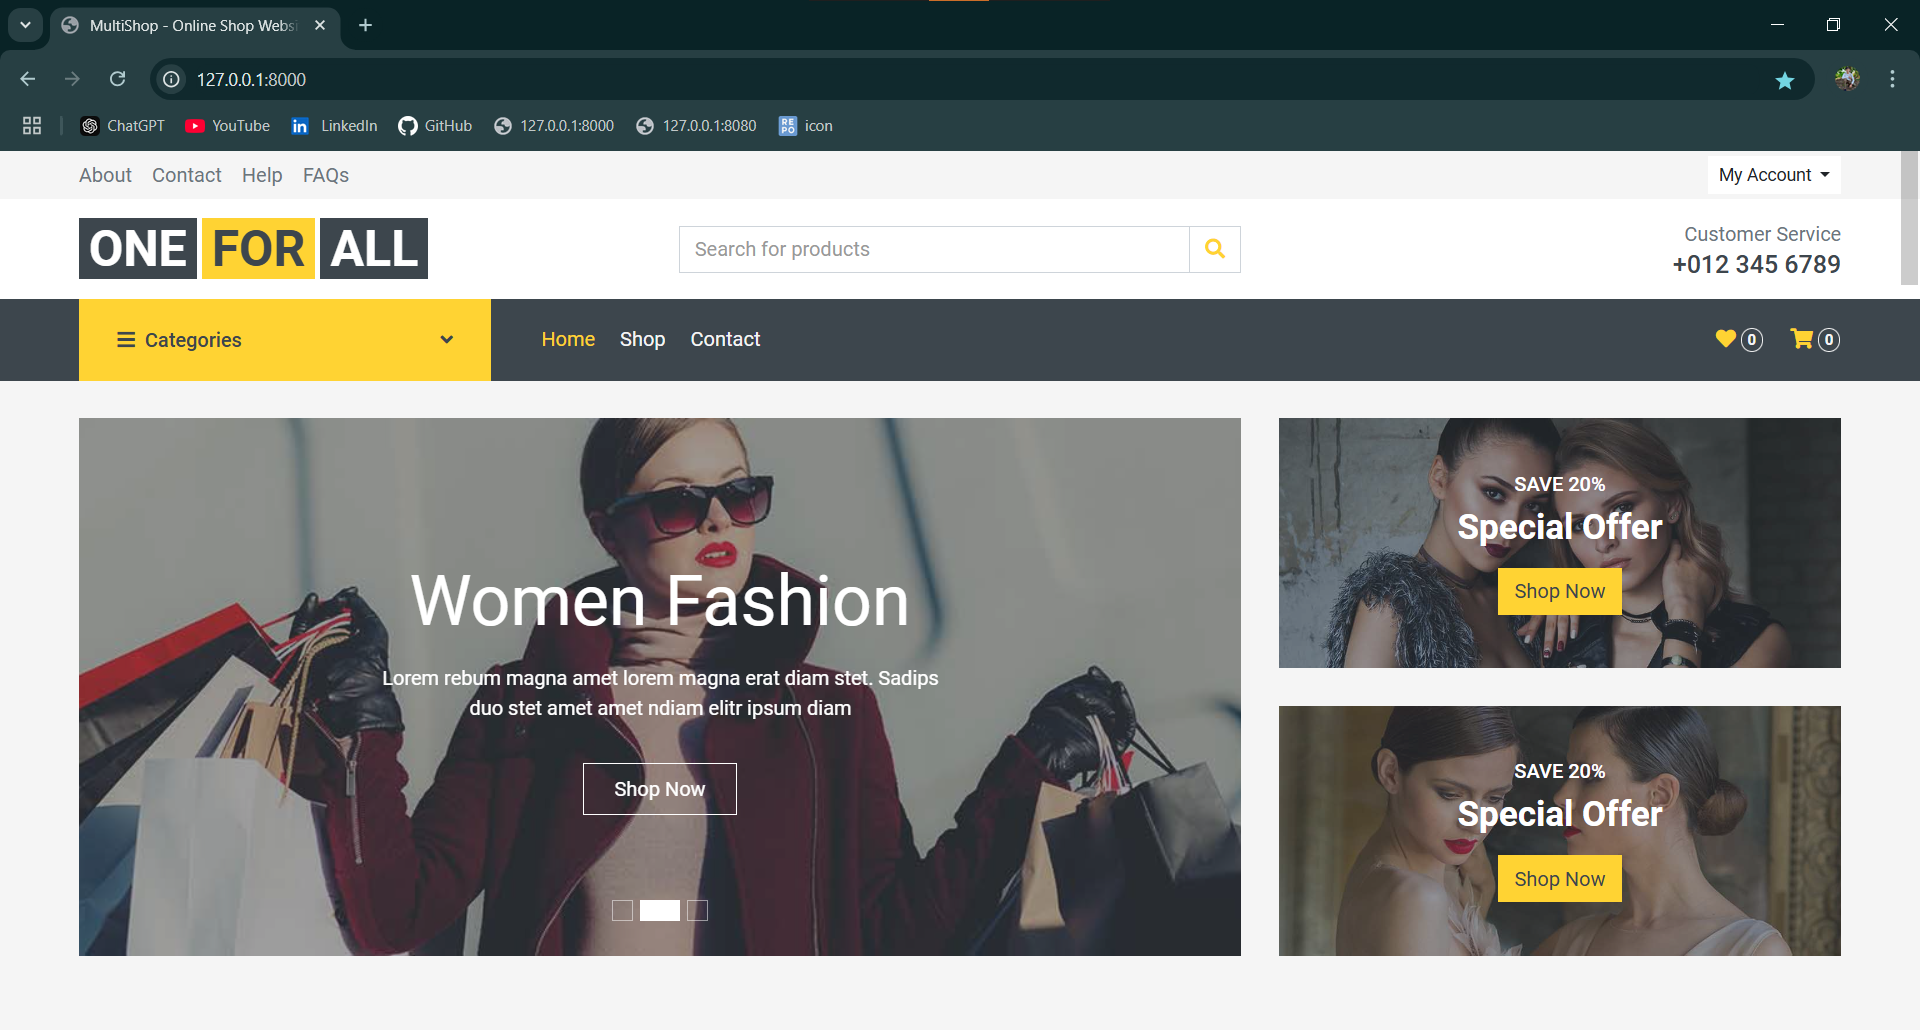 MultiShop - Online Shop Websi
127.0.0.1:8000
ChatGPT YouTube LinkedIn GitHub 127.0.0.1:8000 127.0.0.1:8080 RE PO icon
About Contact Help FAQs My Account
ONE FOR ALL
Search for products
Customer Service
+012 345 6789
Categories Home Shop Contact 0 0
Women Fashion
Lorem rebum magna amet lorem magna erat diam stet. Sadips
duo stet amet amet ndiam elitr ipsum diam
Shop Now
SAVE 20%
Special Offer
Shop Now
SAVE 20%
Special Offer
Shop Now